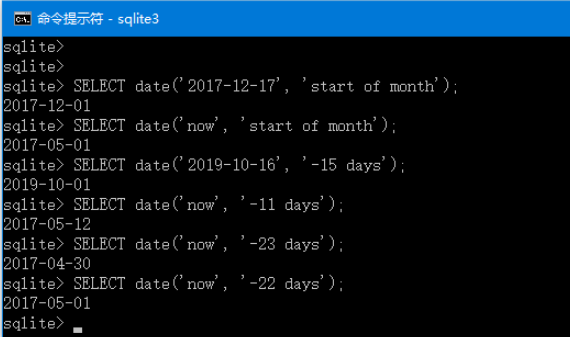 命令提示符 - sqlite3
sqlite>
sqlite>
sqlite> SELECT date('2017-12-17', 'start of month');
2017-12-01
sqlite> SELECT date('now', 'start of month');
2017-05-01
sqlite> SELECT date('2019-10-16', '-15 days');
2019-10-01
sqlite> SELECT date('now', '-11 days');
2017-05-12
sqlite> SELECT date('now', '-23 days');
2017-04-30
sqlite> SELECT date('now', '-22 days');
2017-05-01
sqlite>